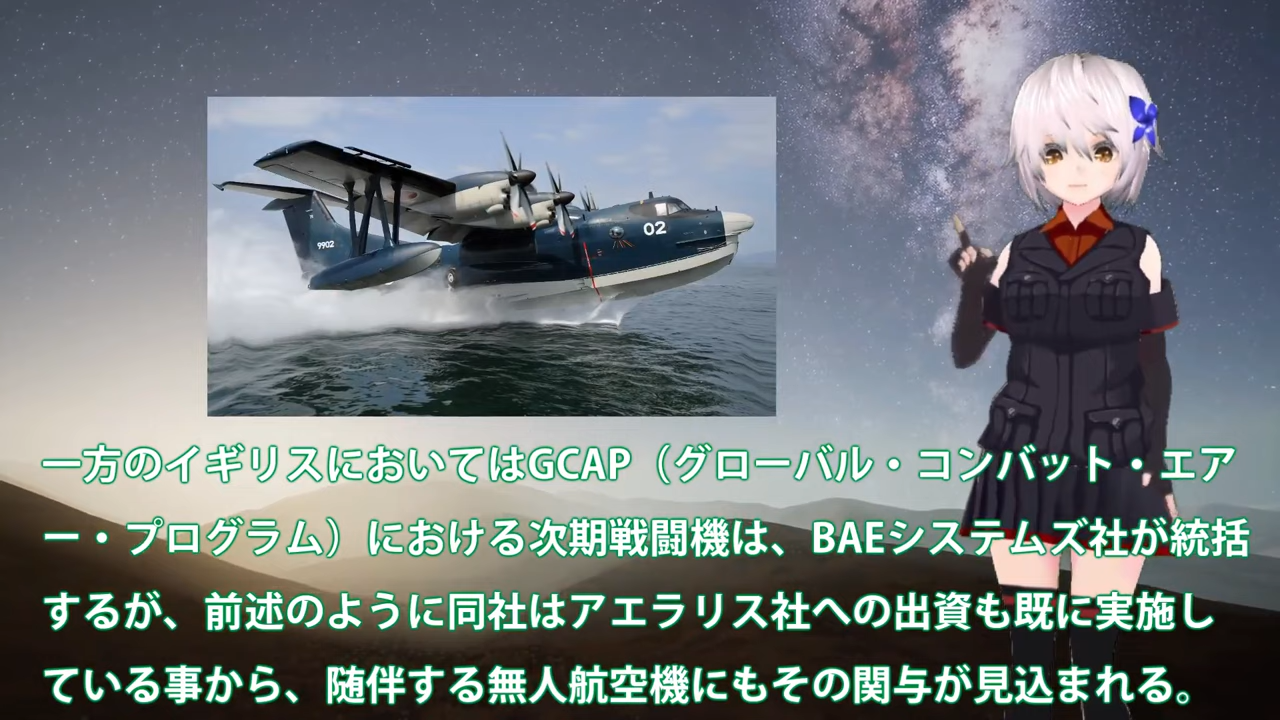 02
9902
一方のイギリスにおいてはGCAP（グローバル・コンバット・エア
ー・プログラム）における次期戦闘機は、BAEシステムズ社が統括
するが、前述のように同社はアエラリス社への出資も既に実施し
ている事から、随伴する無人航空機にもその関与が見込まれる。